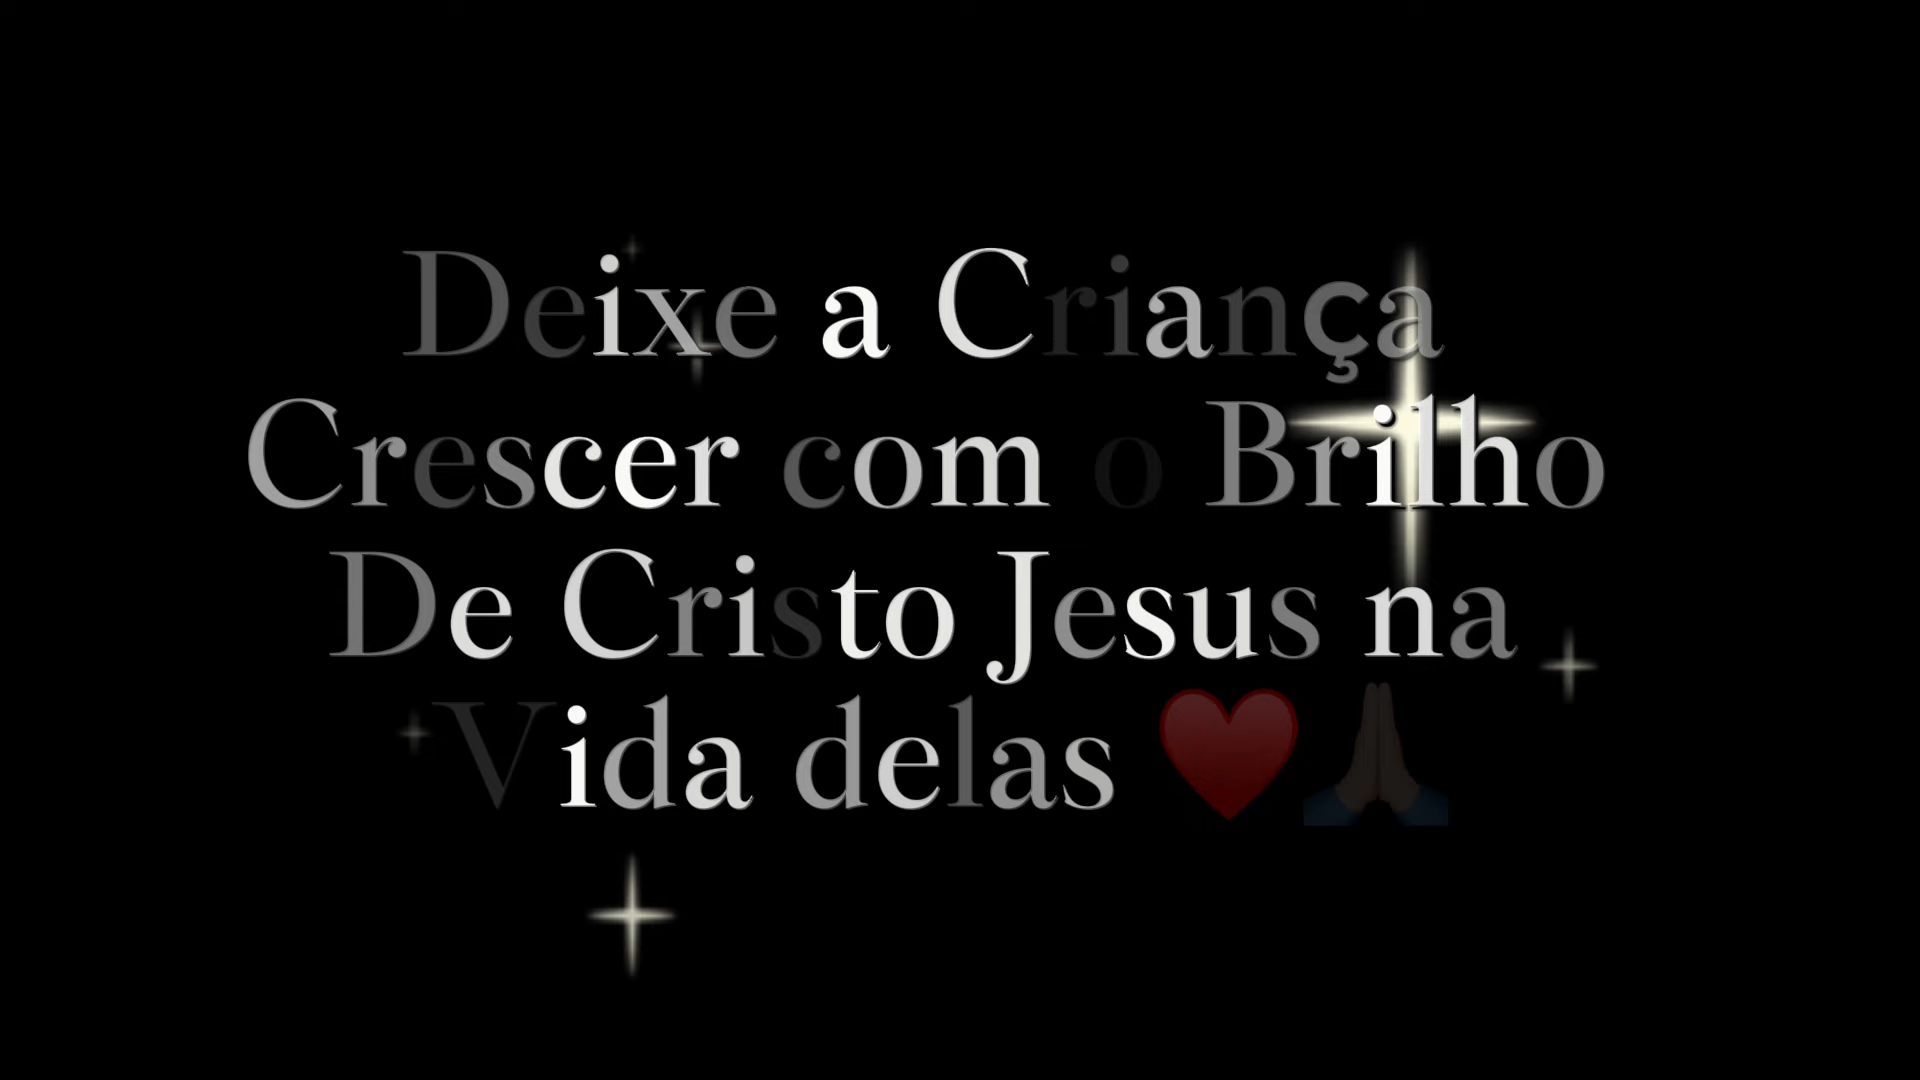 Deixe a Criança
Crescer com o Brilho
De Cristo Jesus na
Vida delas ♥️🙏🏿